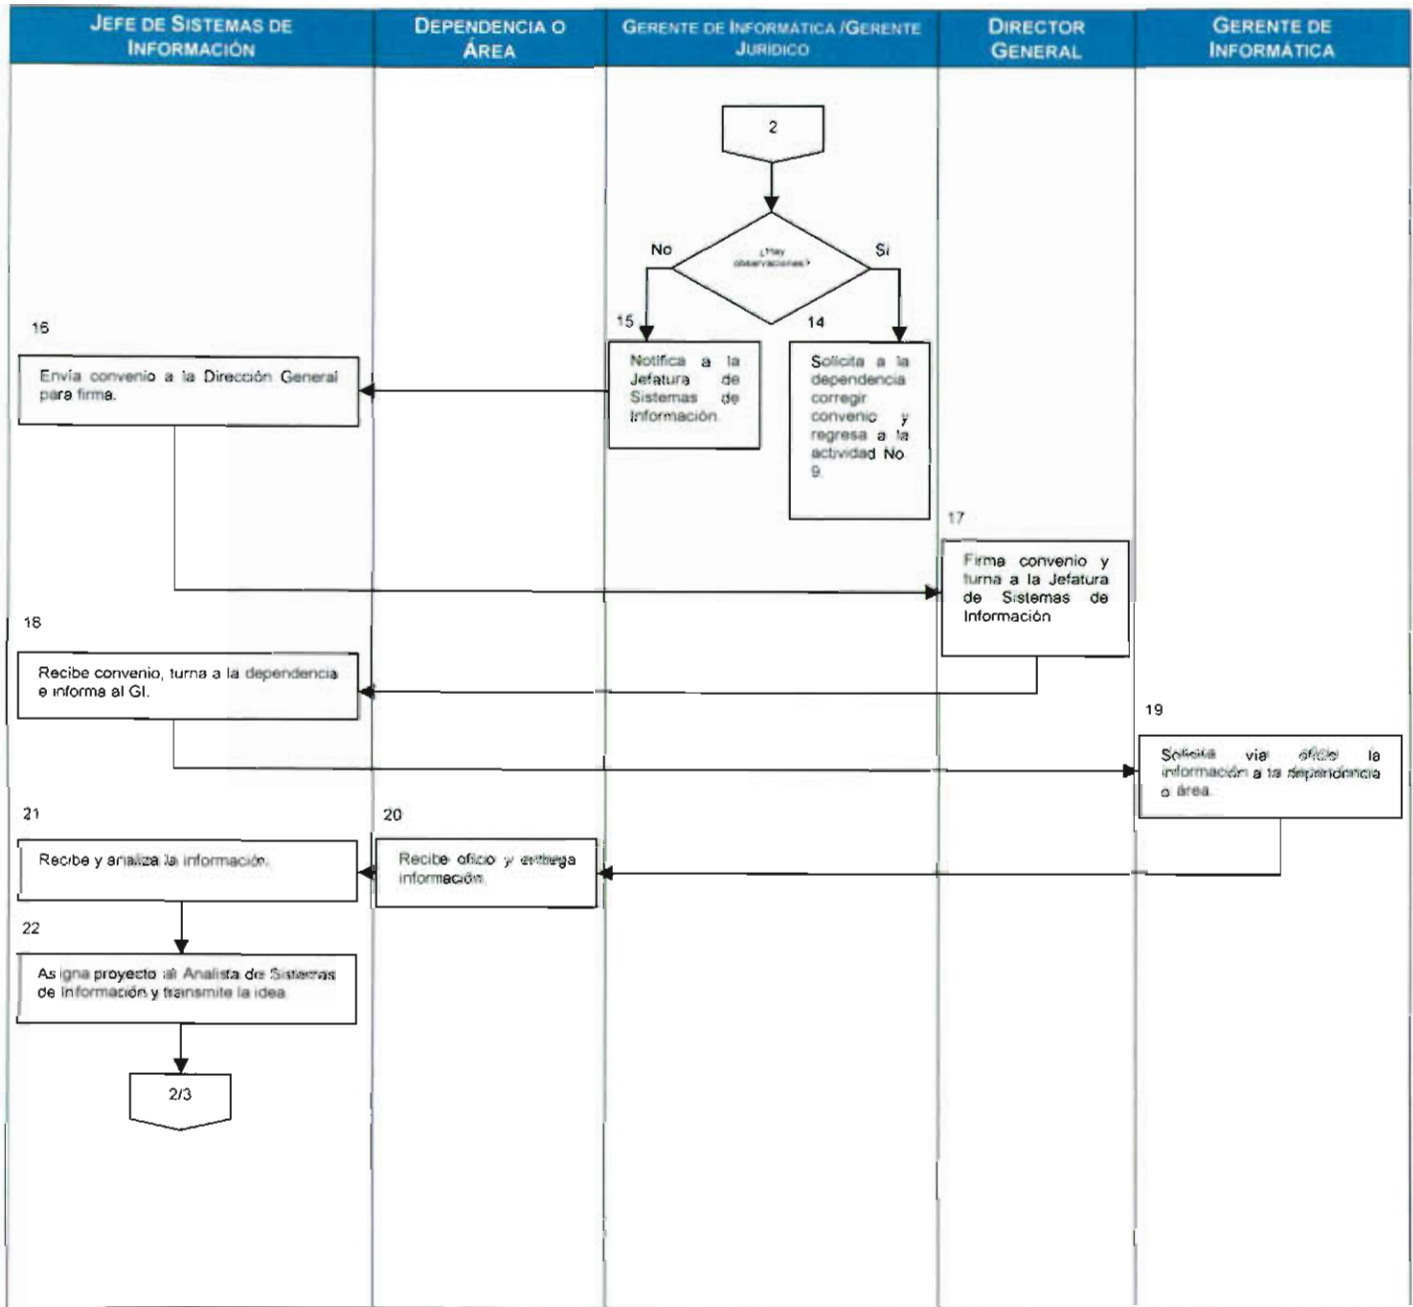 JEFE DE SISTEMAS DE
INFORMACIÓN
DEPENDENCIA O
ÁREA
GERENTE DE INFORMÁTICA /GERENTE
JURÍDICO
DIRECTOR
GENERAL
GERENTE DE
INFORMÁTICA
2
¿Hay
observaciones?
No
Sí
15
14
16
Notifica a la
Jefatura de
Sistemas de
Información.
Solicita a la
dependencia
corregir
convenio y
regresa a la
actividad No
9.
Envía convenio a la Dirección General
para firma.
17
Firma convenio y
turna a la Jefatura
de Sistemas de
Información
18
Recibe convenio, turna a la dependencia
e informa al GI.
19
Solicita via oficio la
información a la dependencia
o área.
21
20
Recibe y analiza la información.
Recibe oficio y entrega
información.
22
Asigna proyecto al Analista de Sistemas
de Información y transmite la idea.
2/3